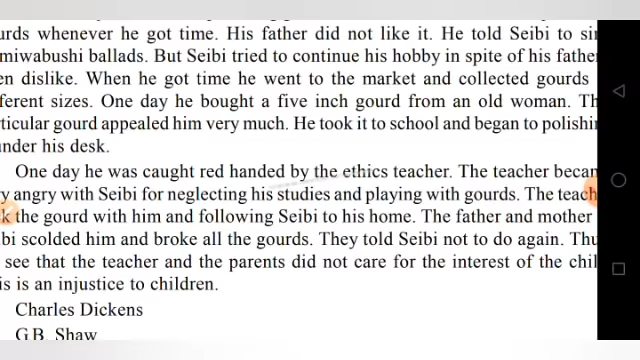 urds whenever he got time. His father did not like it. He told Seibi to si
miwabushi ballads. But Seibi tried to continue his hobby in spite of his father
en dislike. When he got time he went to the market and collected gourds
ferent sizes. One day he bought a five inch gourd from an old woman. Th
ticular gourd appealed him very much. He took it to school and began to polishi
nder his desk.
One day he was caught red handed by the ethics teacher. The teacher becam
y angry with Seibi for neglecting his studies and playing with gourds. The teach
k the gourd with him and following Seibi to his home. The father and mother
bi scolded him and broke all the gourds. They told Seibi not to do again. Thu
see that the teacher and the parents did not care for the interest of the chil
is is an injustice to children.
Charles Dickens
G.B. Shaw